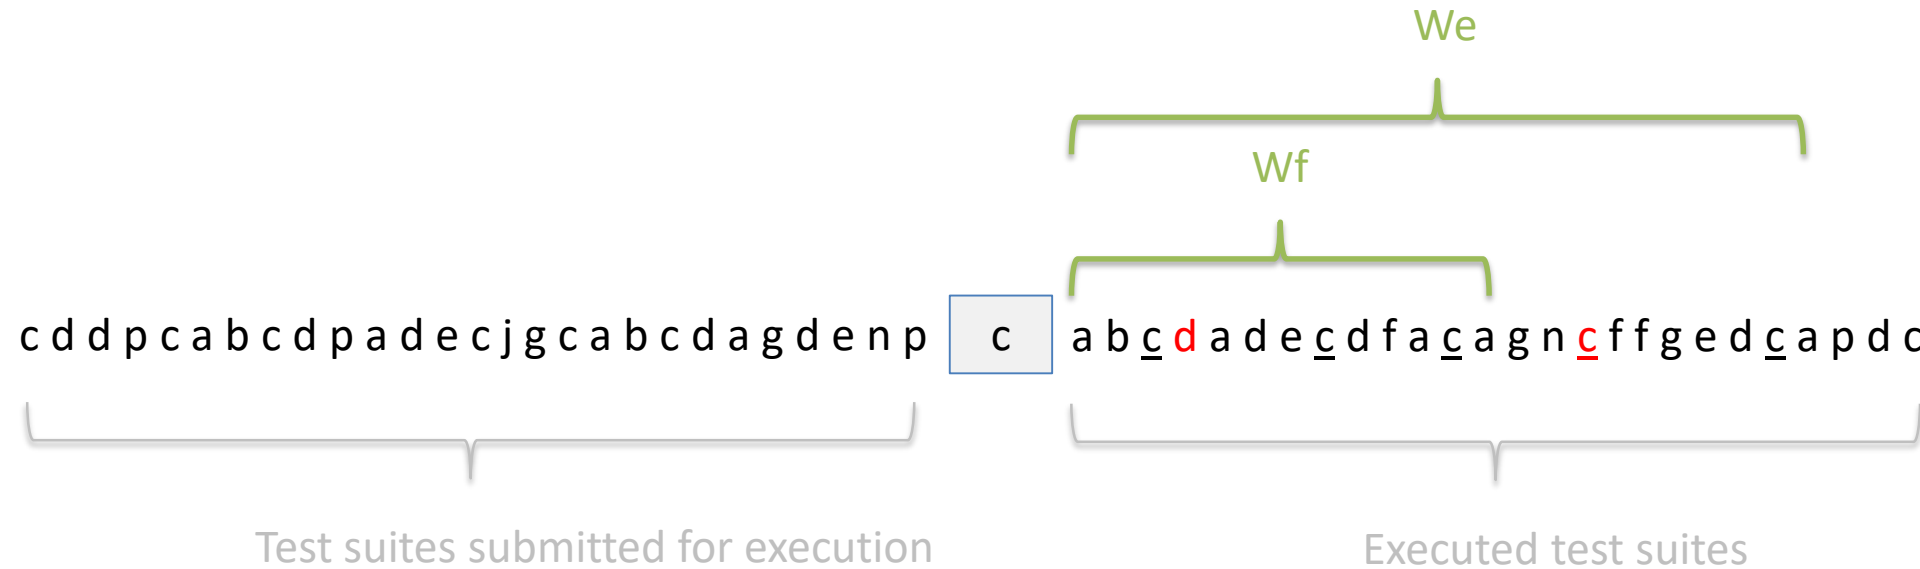 We
Wf
c d d p c a b c d p a d e c j g c a b c d a g d e n p c a b c d a d e c d f a c a g n c f f g e d c a p d c
Test suites submitted for execution Executed test suites